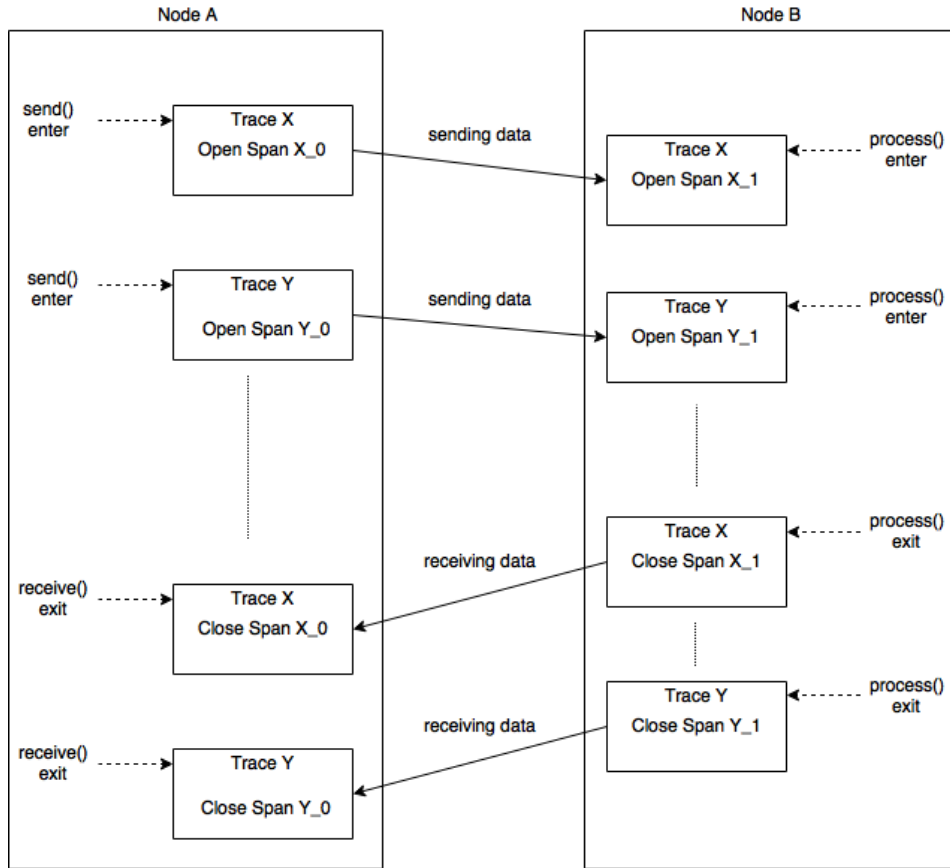 Node A
Node B
send()
enter
Trace X
Open Span X_0
sending data
Trace X
Open Span X_1
process()
enter
send()
enter
Trace Y
Open Span Y_0
sending data
Trace Y
Open Span Y_1
process()
enter
Trace X
Close Span X_1
process()
exit
receiving data
receive()
exit
Trace X
Close Span X_0
Trace Y
Close Span Y_1
process()
exit
receiving data
receive()
exit
Trace Y
Close Span Y_0